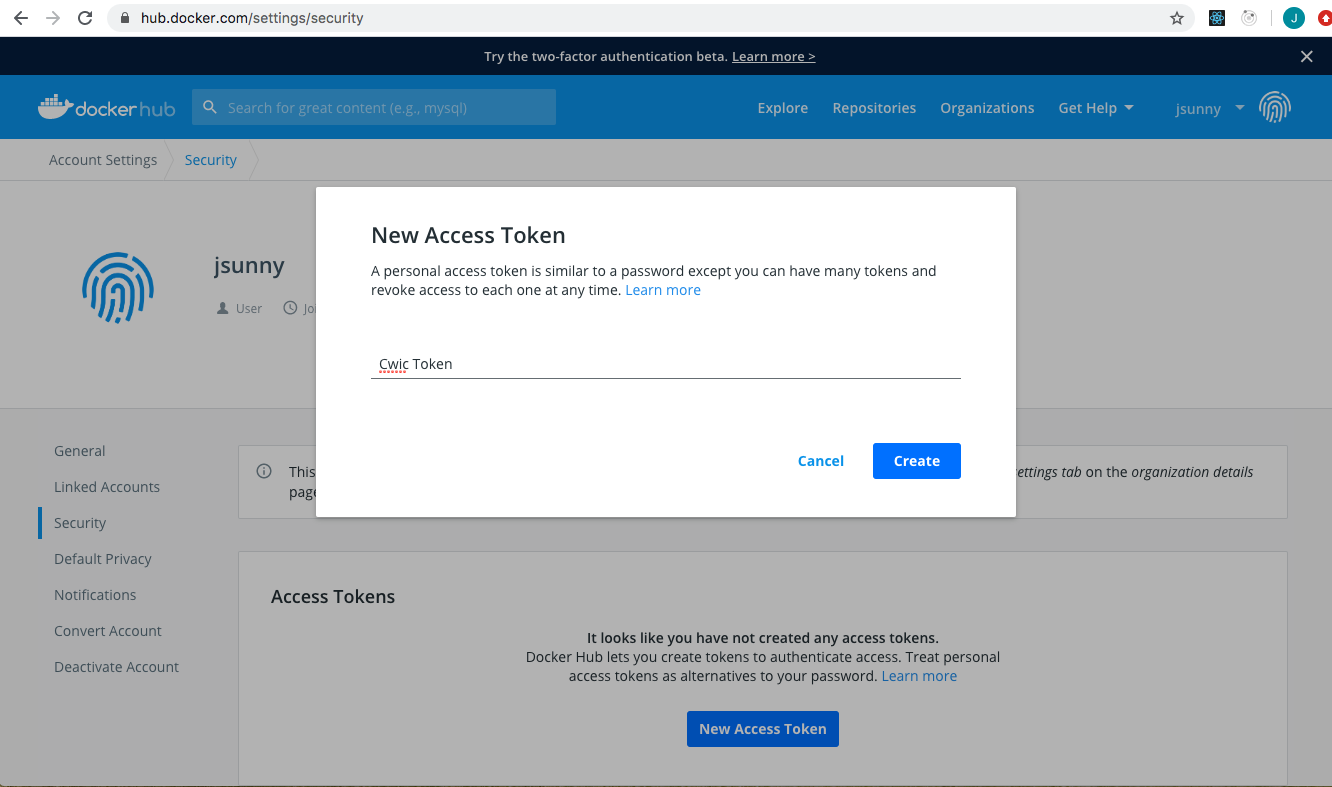 hub.docker.com/settings/security
J
Try the two-factor authentication beta. Learn more >
docker hub
Search for great content (e.g., mysql)
Explore
Repositories
Organizations
Get Help
jsunny
Account Settings
Security
jsunny
User
Joi
New Access Token
A personal access token is similar to a password except you can have many tokens and
revoke access to each one at any time. Learn more
Cwic Token
Cancel
Create
General
Linked Accounts
Security
Default Privacy
Notifications
Convert Account
Deactivate Account
This
ettings tab on the organization details
page
Access Tokens
It looks like you have not created any access tokens.
Docker Hub lets you create tokens to authenticate access. Treat personal
access tokens as alternatives to your password. Learn more
New Access Token